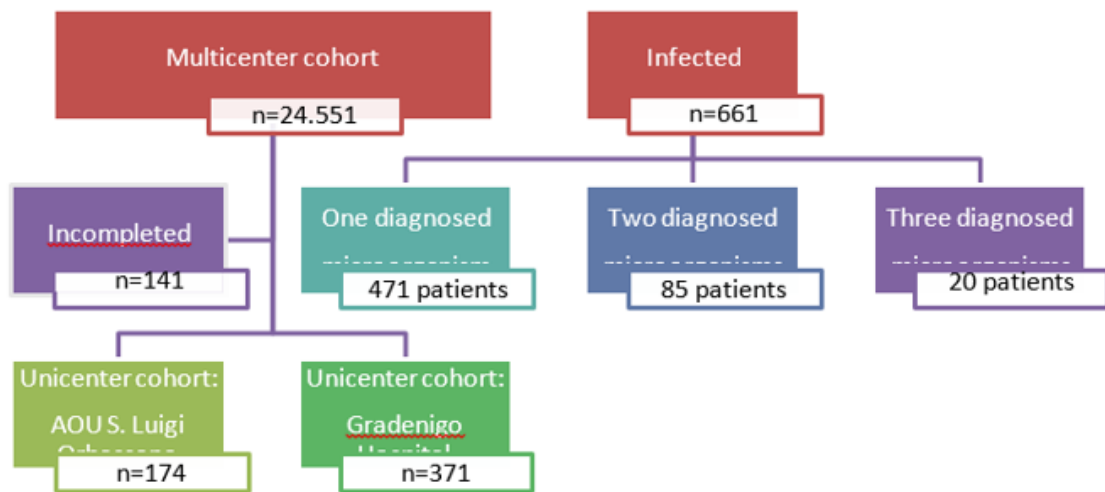 Multicenter cohort
n=24.551
Infected
n=661
Incompleted
n=141
One diagnosed
471 patients
Two diagnosed
85 patients
Three diagnosed
20 patients
Unicenter cohort:
AOU S. Luigi
n=174
Unicenter cohort:
Gradenigo
n=371